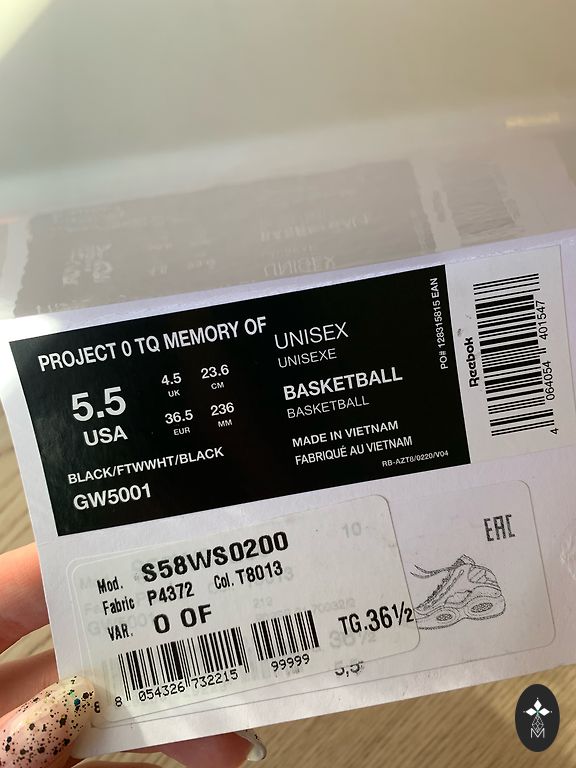 PROJECT 0 TQ MEMORY OF
5.5
USA
4.5
UK
23.6
CM
36.5
EUR
236
MM
BLACK/FTWWHT/BLACK
GW5001
UNISEX
UNISEXE
BASKETBALL
BASKETBALL
MADE IN VIETNAM
FABRIQUÉ AU VIETNAM
RB-AZT8/0220/V04
PO# 128315815 EAN
Reebok
4 064054 401547
EAC
Mod. S58WS0200
Fabric P4372 Col. T8013
VAR. 0 0F
TG. 36½
8 054326 732215
99999
5,5